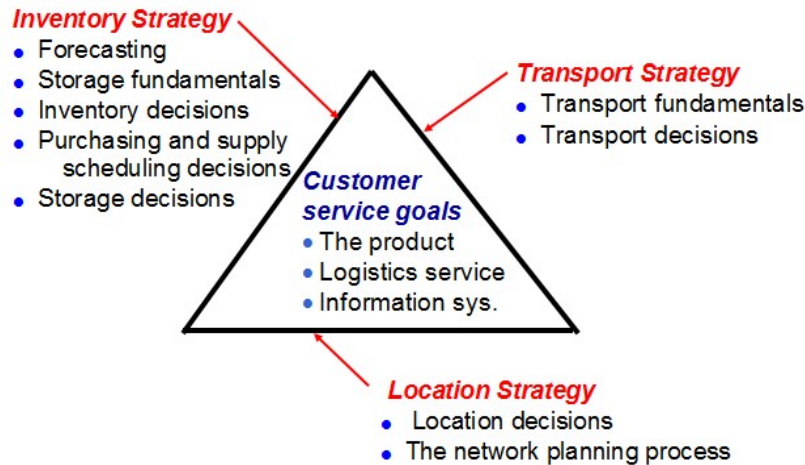 Inventory Strategy
• Forecasting
• Storage fundamentals
• Inventory decisions
• Purchasing and supply
scheduling decisions
• Storage decisions
Transport Strategy
• Transport fundamentals
• Transport decisions
Customer
service goals
• The product
• Logistics service
• Information sys.
Location Strategy
• Location decisions
• The network planning process